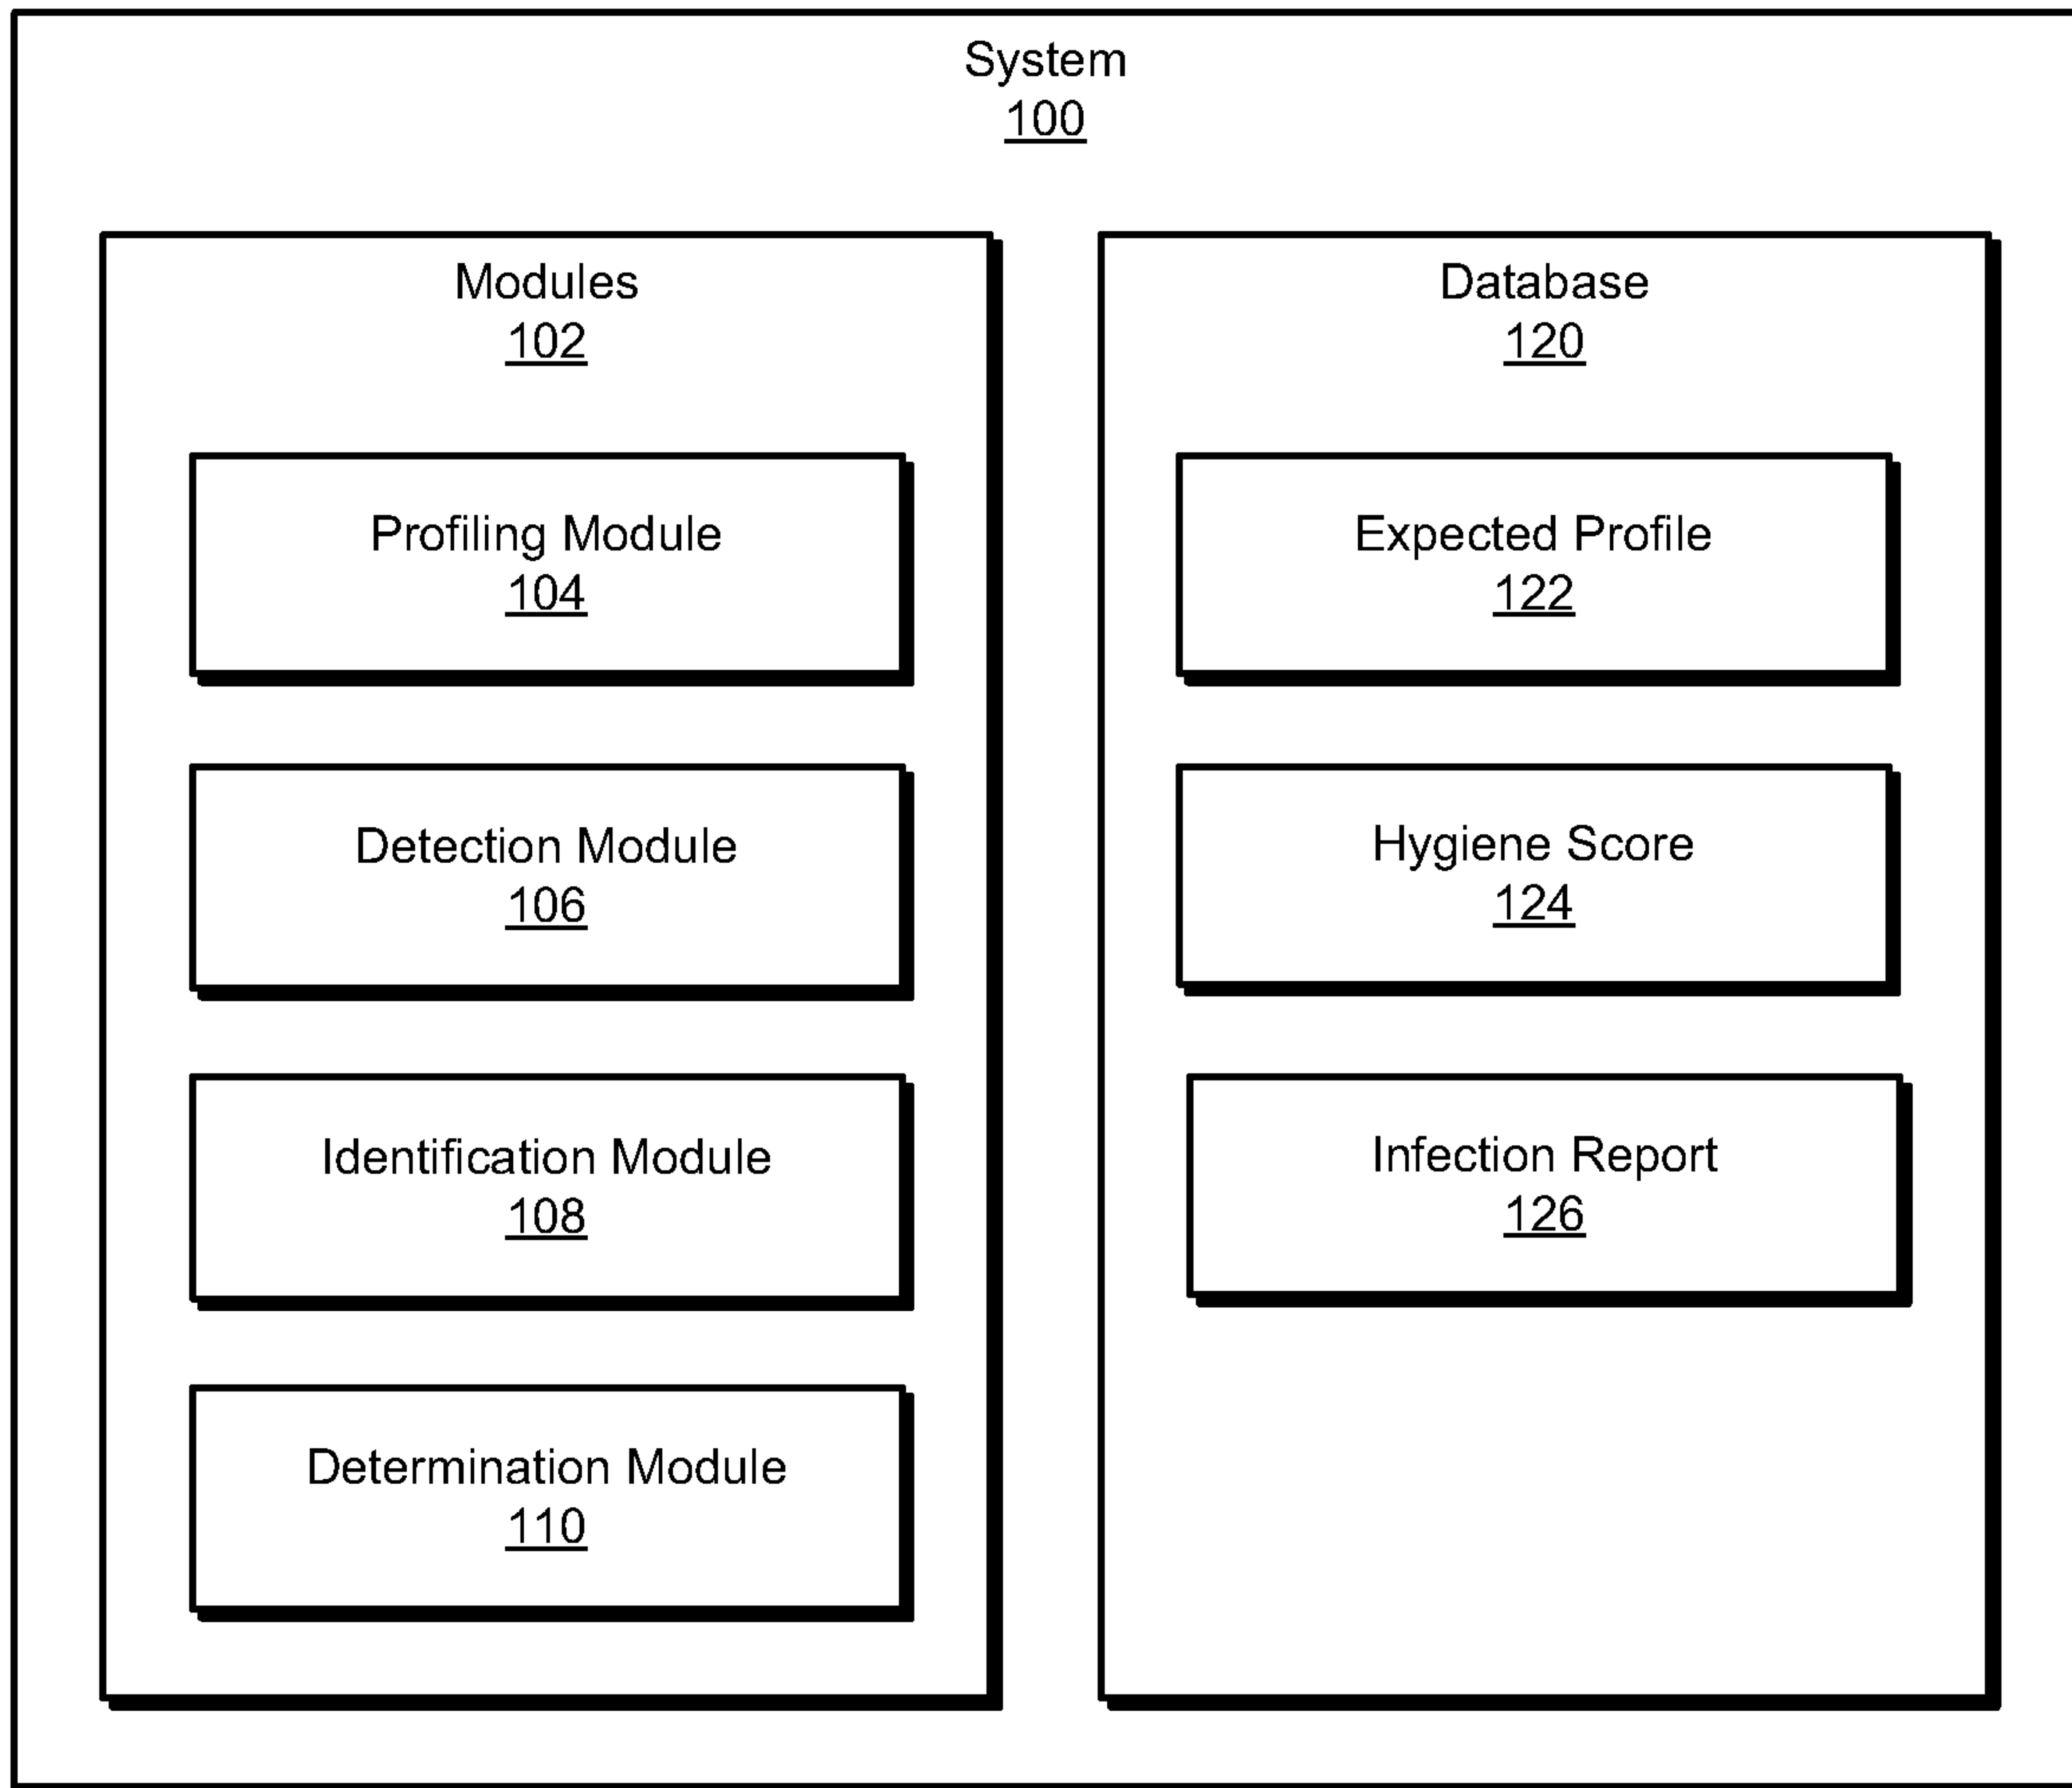 System
100
Modules
102
Profiling Module
104
Detection Module
106
Identification Module
108
Determination Module
110
Database
120
Expected Profile
122
Hygiene Score
124
Infection Report
126